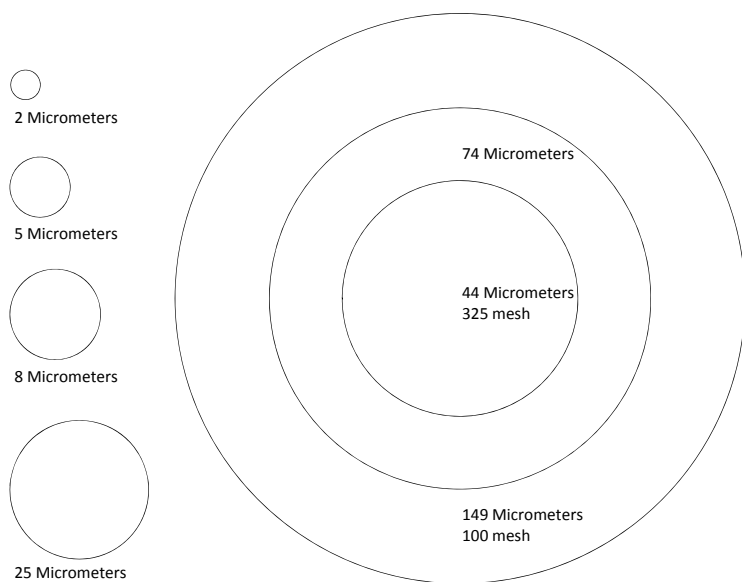 2 Micrometers
5 Micrometers
8 Micrometers
25 Micrometers
74 Micrometers
44 Micrometers
325 mesh
149 Micrometers
100 mesh